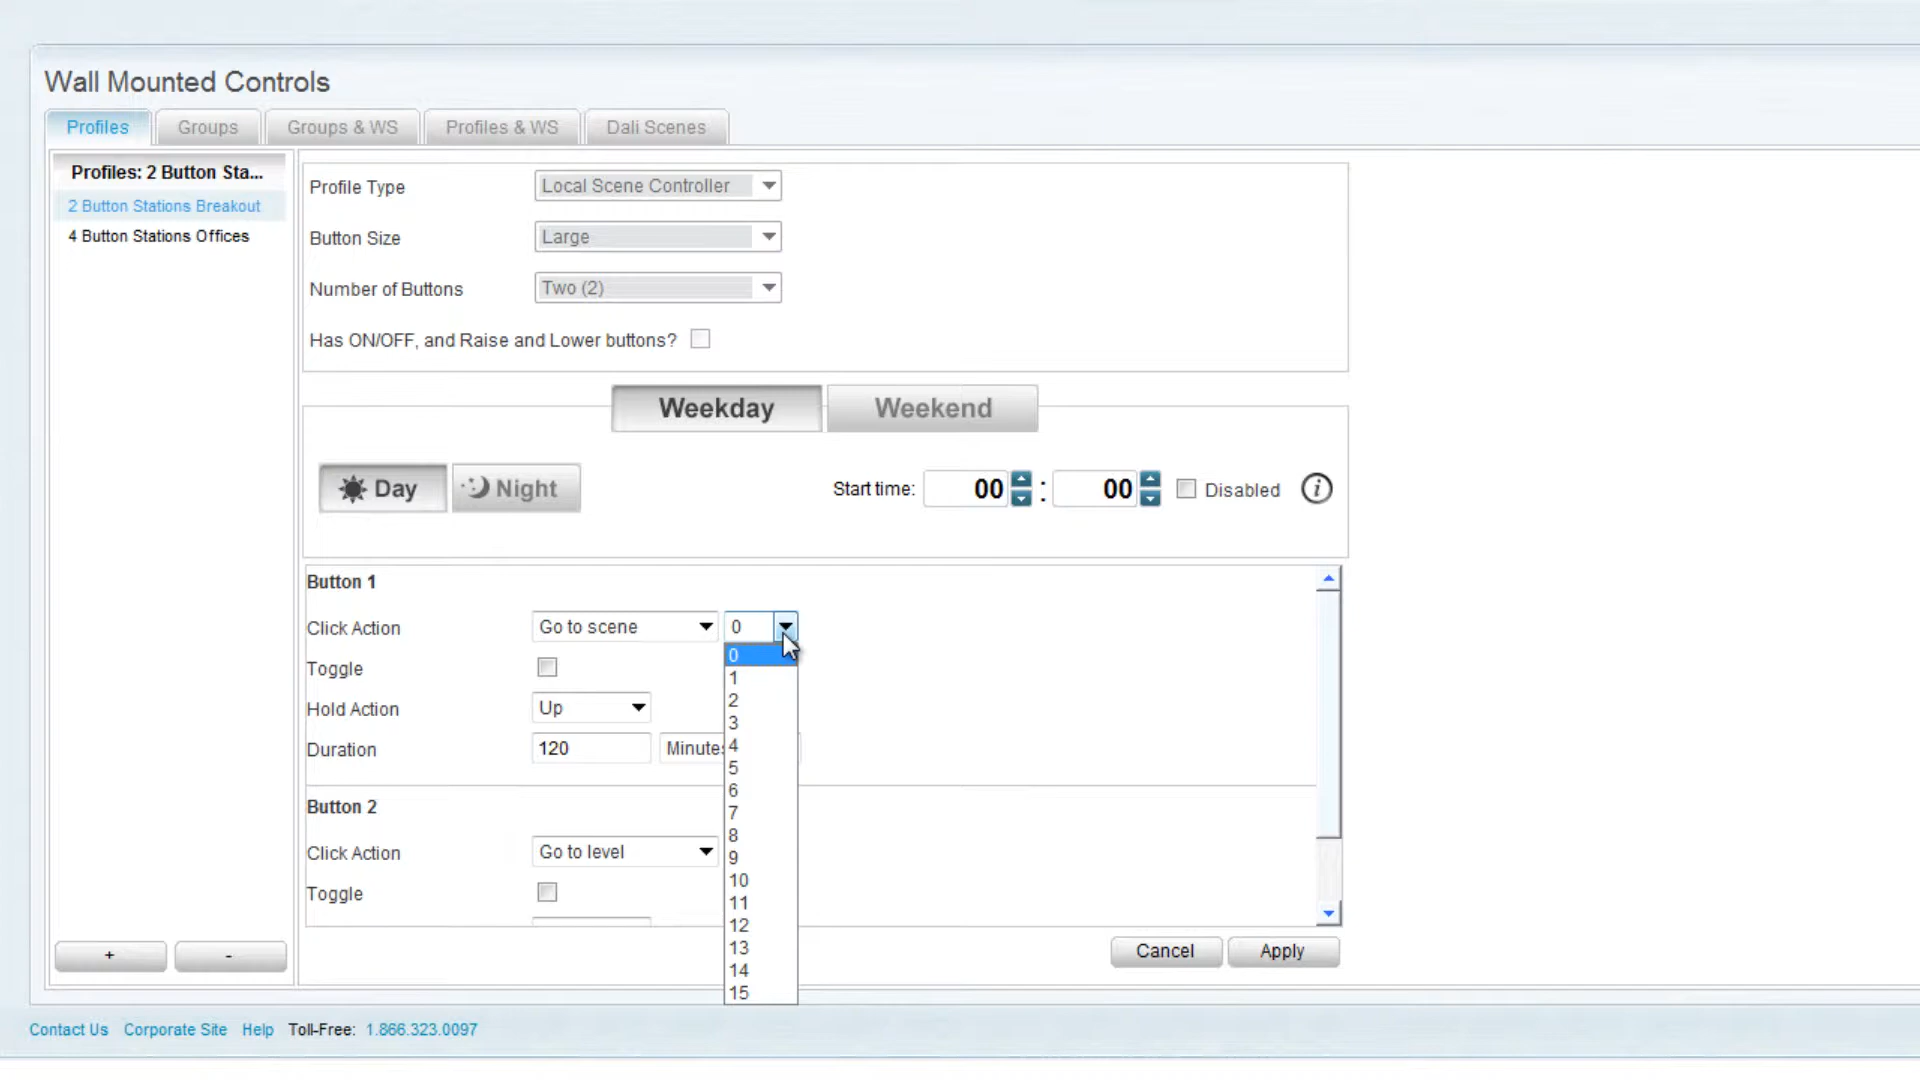 Wall Mounted Controls
Profiles
Groups
Groups & WS
Profiles & WS
Dali Scenes
Profiles: 2 Button Sta...
2 Button Stations Breakout
4 Button Stations Offices
+
-
Profile Type
Local Scene Controller
Button Size
Large
Number of Buttons
Two (2)
Has ON/OFF, and Raise and Lower buttons?
Weekday
Weekend
Day
Night
Start time: 00 : 00
Disabled
i
Button 1
Click Action
Go to scene
0
Toggle
Hold Action
Up
Duration
120
0
1
2
3
4
5
6
7
8
9
10
11
12
13
14
15
Button 2
Click Action
Go to level
Toggle
Cancel
Apply
Contact Us Corporate Site Help Toll-Free: 1.866.323.0097